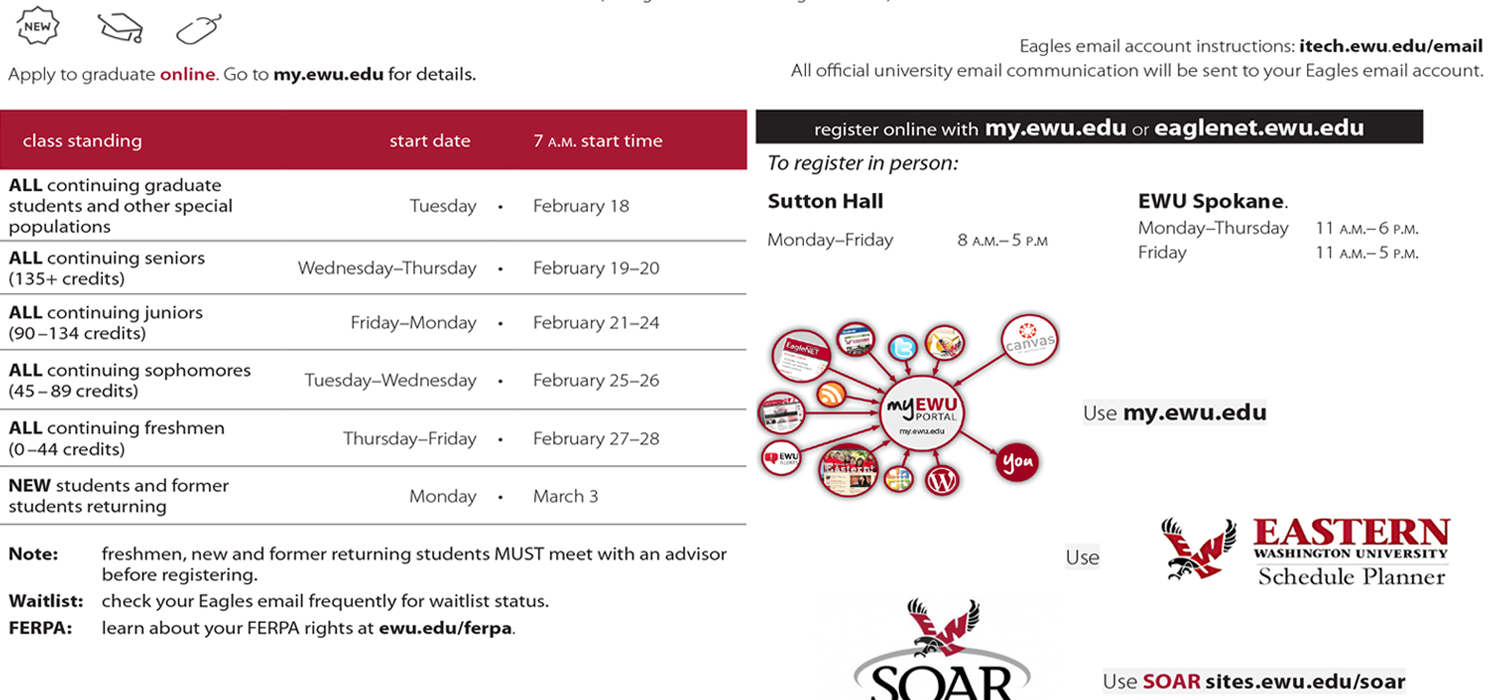 NEW
Apply to graduate online. Go to my.ewu.edu for details.
Eagles email account instructions: itech.ewu.edu/email
All official university email communication will be sent to your Eagles email account.
class standing start date 7 A.M. start time
ALL continuing graduate
students and other special
populations
Tuesday • February 18
ALL continuing seniors
(135+ credits)
Wednesday–Thursday • February 19–20
ALL continuing juniors
(90–134 credits)
Friday–Monday • February 21–24
ALL continuing sophomores
(45–89 credits)
Tuesday–Wednesday • February 25–26
ALL continuing freshmen
(0–44 credits)
Thursday–Friday • February 27–28
NEW students and former
students returning
Monday • March 3
Note: freshmen, new and former returning students MUST meet with an advisor
before registering.
Waitlist: check your Eagles email frequently for waitlist status.
FERPA: learn about your FERPA rights at ewu.edu/ferpa.
register online with my.ewu.edu or eaglenet.ewu.edu
To register in person:
Sutton Hall
Monday–Friday 8 A.M.–5 P.M
EWU Spokane.
Monday–Thursday 11 A.M.–6 P.M.
Friday 11 A.M.–5 P.M.
EagleNET
canvas
myEWU
PORTAL
my.ewu.edu
EWU
Eastern
you
Use my.ewu.edu
Use
EASTERN
WASHINGTON UNIVERSITY
Schedule Planner
SOAR
Use SOAR sites.ewu.edu/soar